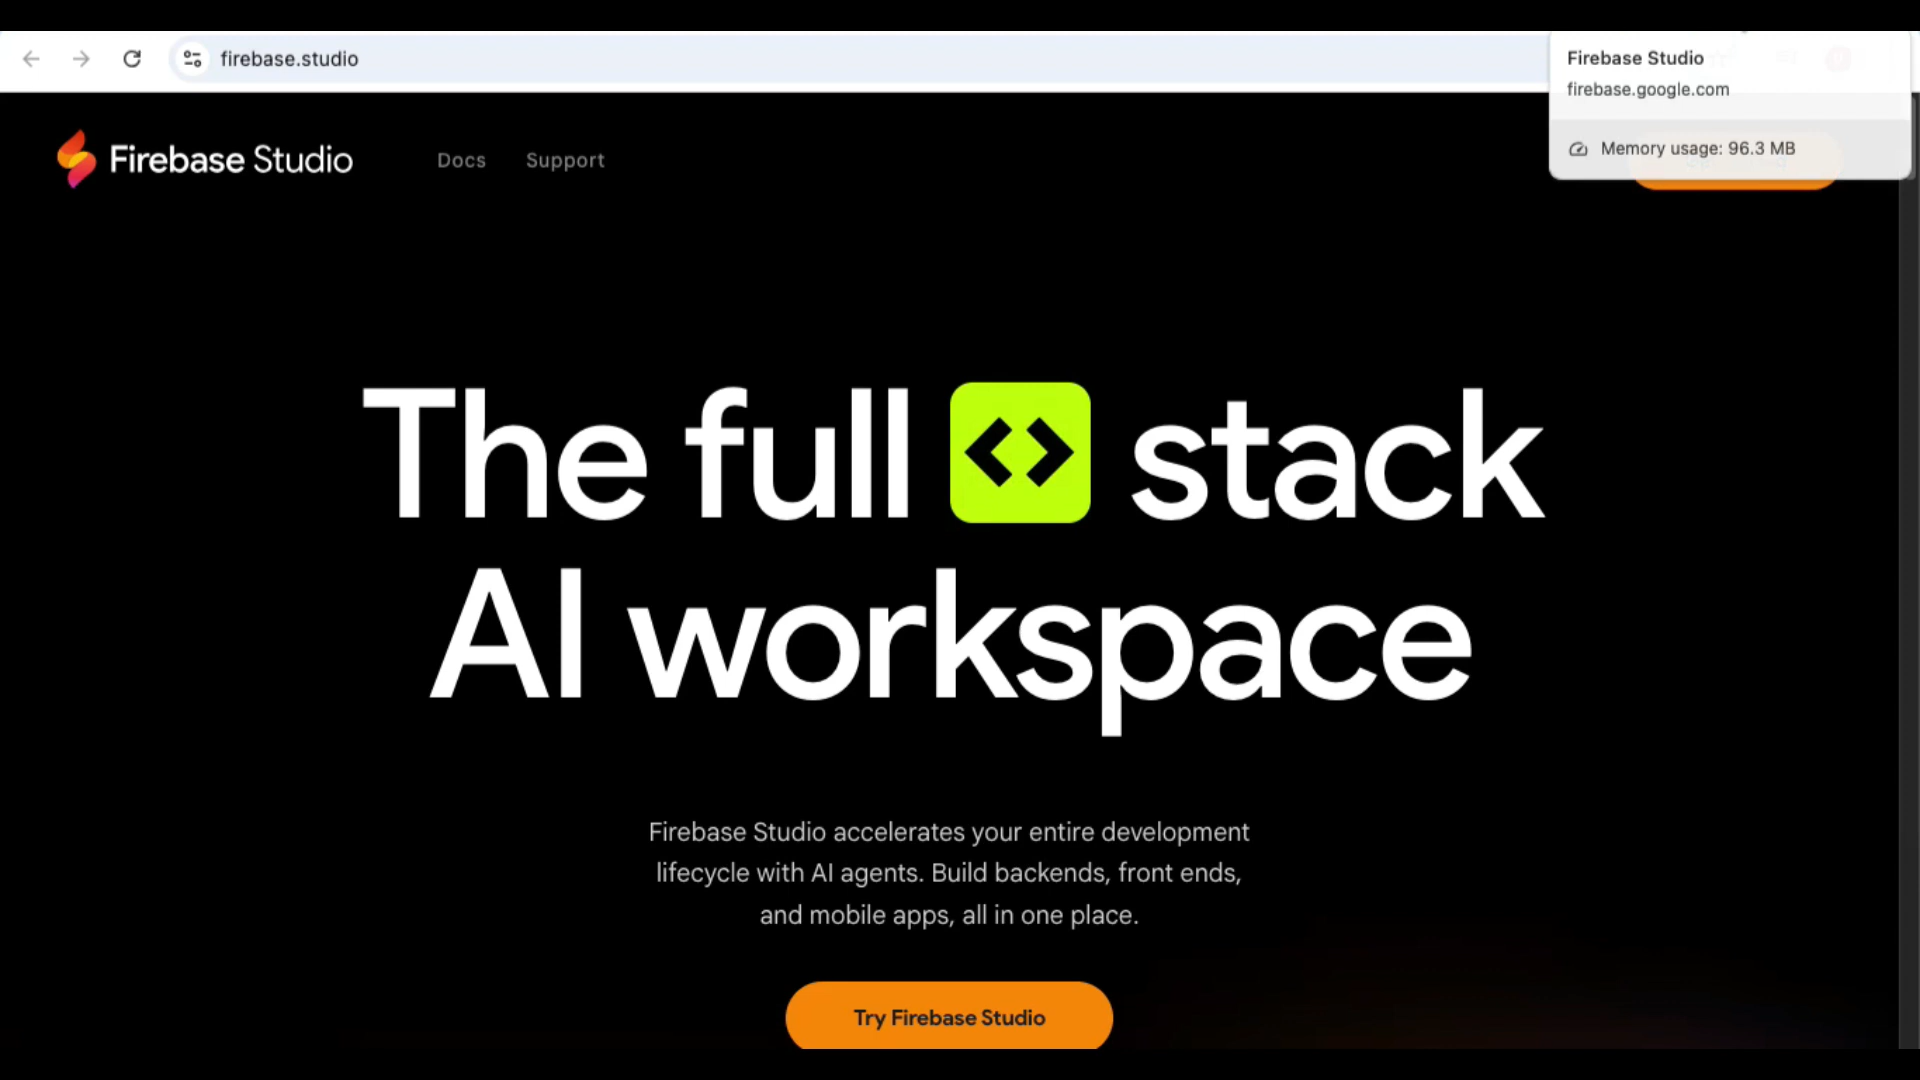 firebase.studio
Firebase Studio
firebase.google.com
Memory usage: 96.3 MB
Firebase Studio
Docs
Support
The full <> stack
AI workspace
Firebase Studio accelerates your entire development
lifecycle with AI agents. Build backends, front ends,
and mobile apps, all in one place.
Try Firebase Studio